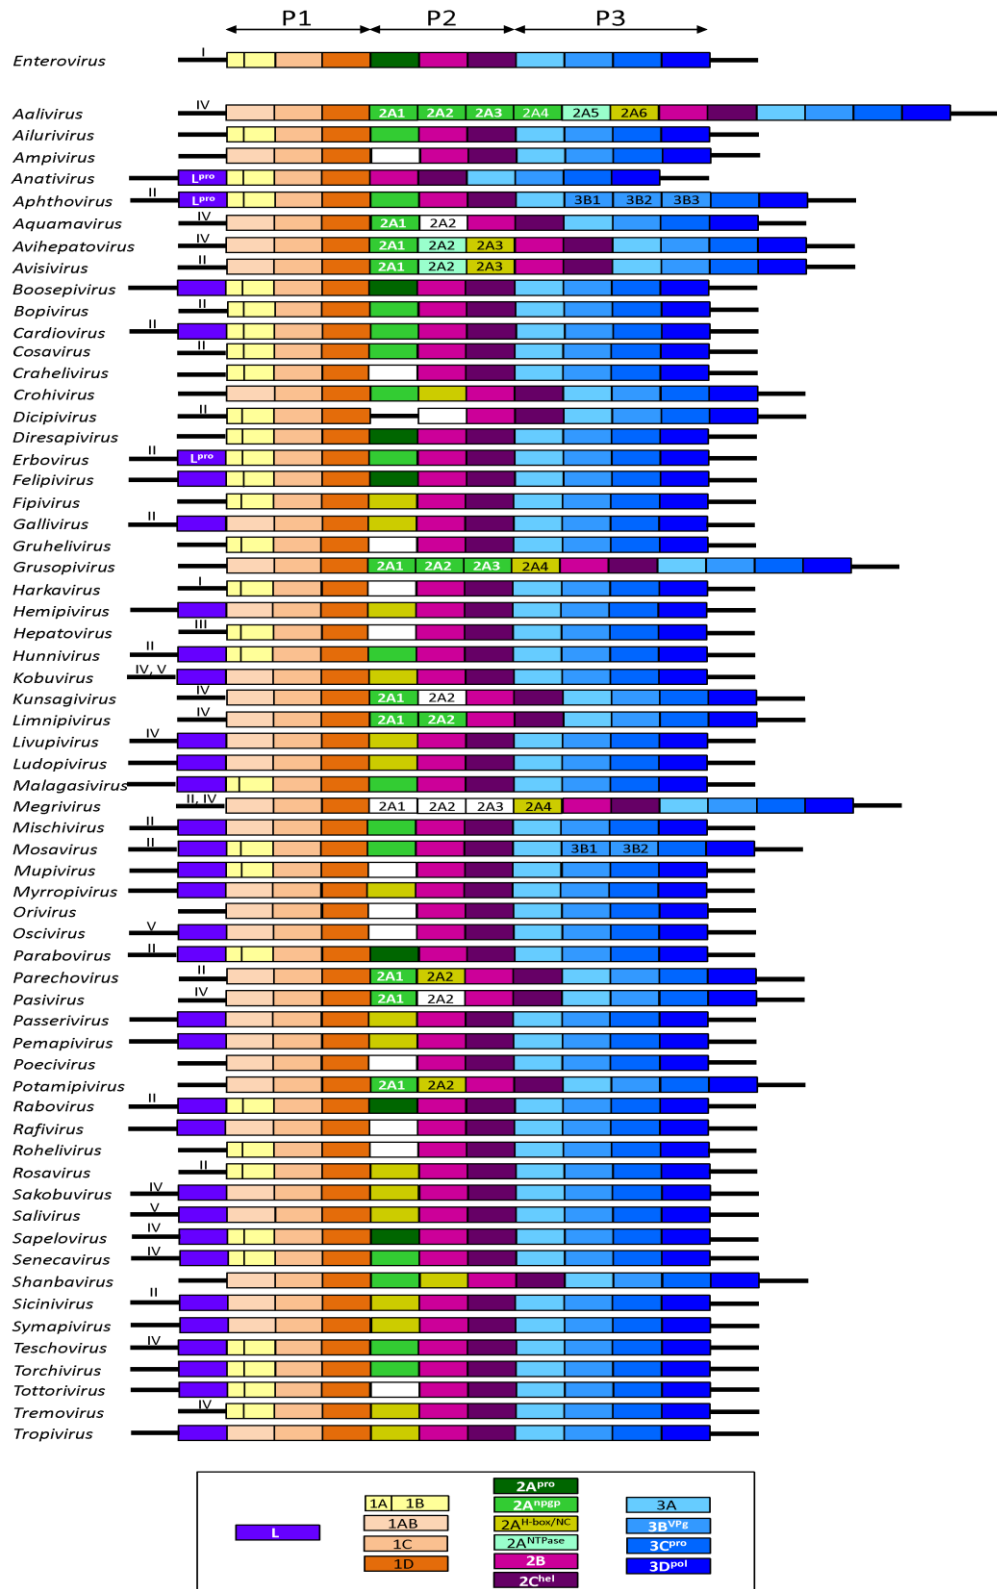 P1 P2 P3
I
Enterovirus
IV
Aalivirus 2A1 2A2 2A3 2A4 2A5 2A6
Ailurivirus
Ampivirus
Anativirus Lpro
II
Aphthovirus Lpro 3B1 3B2 3B3
IV
Aquamavirus 2A1 2A2
IV
Avihepatovirus 2A1 2A2 2A3
II
Avisivirus 2A1 2A2 2A3
Boosepivirus
II
Bopivirus
II
Cardiovirus
II
Cosavirus
Crahelivirus
Crohivirus
II
Dicipivirus
Diresapivirus
II
Erbovirus Lpro
Felipivirus
Fipivirus
II
Gallivirus
Gruhelivirus
Grusopivirus 2A1 2A2 2A3 2A4
I
Harkavirus
Hemipivirus
III
Hepatovirus
II
Hunnivirus
IV, V
Kobuvirus
IV
Kunsagivirus 2A1 2A2
IV
Limnipivirus 2A1 2A2
IV
Livupivirus
Ludopivirus
Malagasivirus
II, IV
Megrivirus 2A1 2A2 2A3 2A4
II
Mischivirus
II
Mosavirus 3B1 3B2
Mupivirus
Myrropivirus
Orivirus
V
Oscivirus
II
Parabovirus
II
Parechovirus 2A1 2A2
IV
Pasivirus 2A1 2A2
Passerivirus
Pemapivirus
Poecivirus
Potamipivirus 2A1 2A2
II
Rabovirus
Rafivirus
Rohelivirus
II
Rosavirus
IV
Sakobuvirus
V
Salivirus
IV
Sapelovirus
IV
Senecavirus
Shanbavirus
II
Sicinivirus
Symapivirus
IV
Teschovirus
Torchivirus
Tottorivirus
IV
Tremovirus
Tropivirus
L
1A 1B
1AB
1C
1D
2Apro
2Anpgp
2AH-box/NC
2ANTPase
2B
2Chel
3A
3BVPg
3Cpro
3Dpol